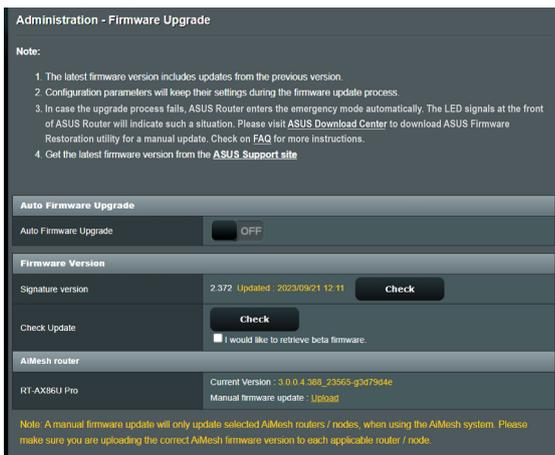 Administration - Firmware Upgrade
Note:
1. The latest firmware version includes updates from the previous version.
2. Configuration parameters will keep their settings during the firmware update process.
3. In case the upgrade process fails, ASUS Router enters the emergency mode automatically. The LED signals at the front
of ASUS Router will indicate such a situation. Please visit ASUS Download Center to download ASUS Firmware
Restoration utility for a manual update. Check on FAQ for more instructions.
4. Get the latest firmware version from the ASUS Support site
Auto Firmware Upgrade
Auto Firmware Upgrade OFF
Firmware Version
Signature version 2.372 Updated : 2023/09/21 12:11 Check
Check Update Check
I would like to retrieve beta firmware.
AiMesh router
RT-AX86U Pro
Current Version : 3.0.0.4.388_23565-g3d79d4e
Manual firmware update : Upload
Note: A manual firmware update will only update selected AiMesh routers / nodes, when using the AiMesh system. Please
make sure you are uploading the correct AiMesh firmware version to each applicable router / node.